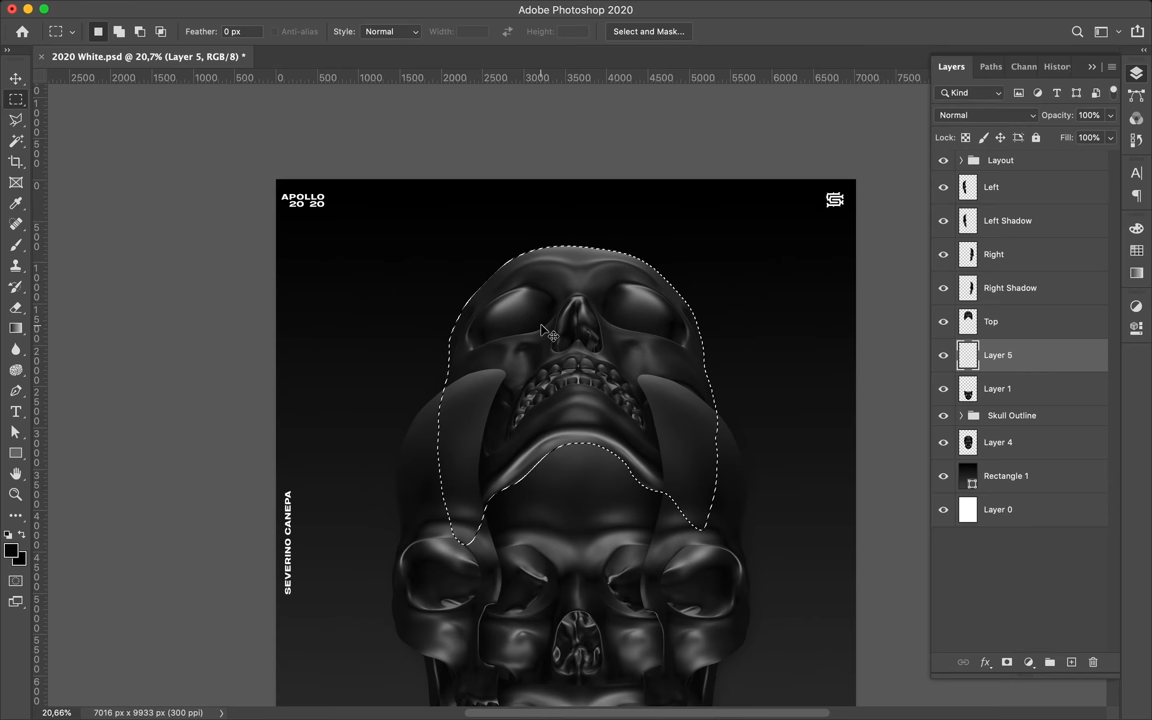 Adobe Photoshop 2020
Feather: 0 px
Anti-alias
Style: Normal
Width:
Height:
Select and Mask...
2020 White.psd @ 20,7% (Layer 5, RGB/8) *
2500 2000 1500 1000 500 0 500 1000 1500 2000 2500 3000 3500 4000 4500 5000 5500 6000 6500 7000 7500
Layers Paths Chann Histor
Kind
Normal Opacity: 100%
Lock: Fill: 100%
Layout
Left
Left Shadow
Right
Right Shadow
Top
Layer 5
Layer 1
Skull Outline
Layer 4
Rectangle 1
Layer 0
APOLLO
20 20
SEVERINO CANEPA
20,66% 7016 px x 9933 px (300 ppi)